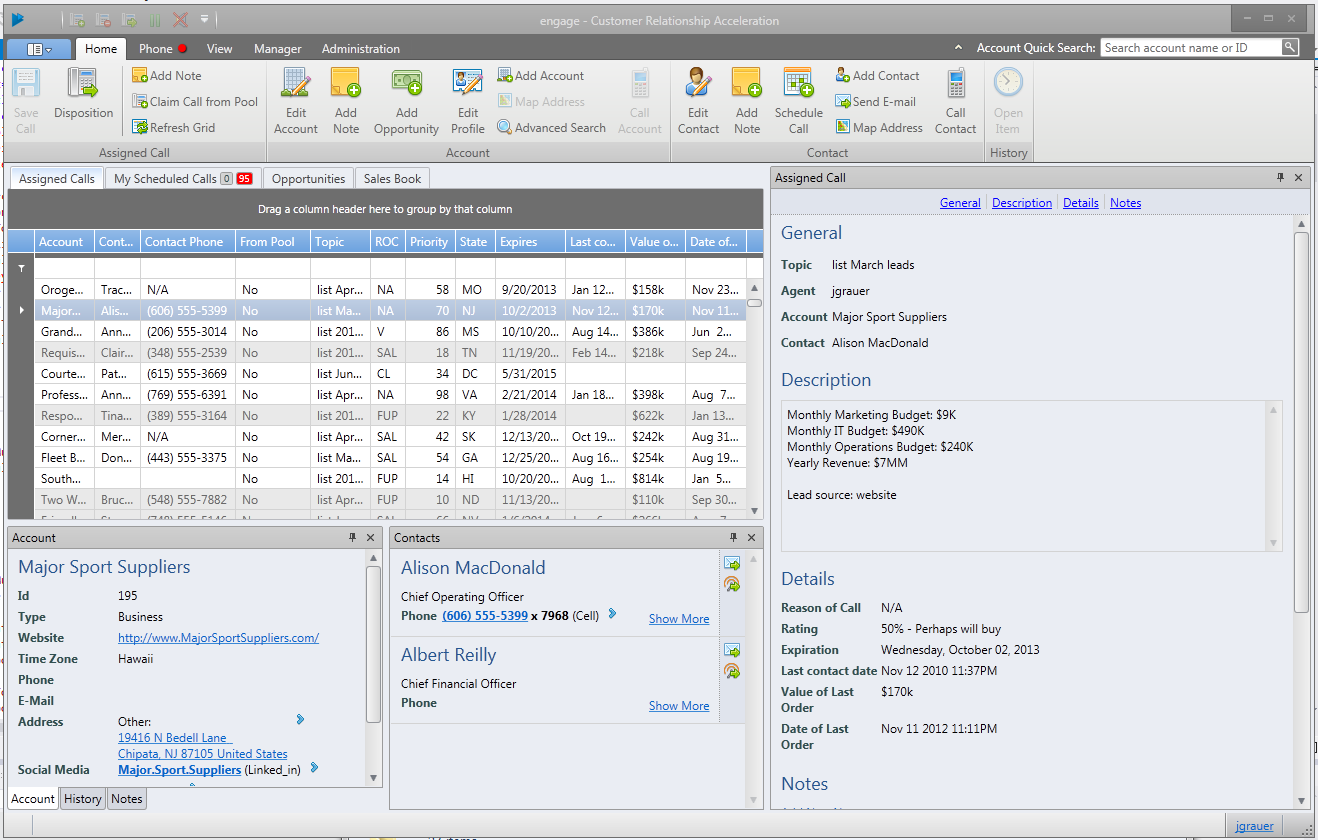 engage - Customer Relationship Acceleration
Home Phone View Manager Administration Account Quick Search: Search account name or ID
Save Call
Disposition
Add Note
Claim Call from Pool
Refresh Grid
Assigned Call
Edit Account
Add Note
Add Opportunity
Edit Profile
Add Account
Map Address
Advanced Search
Call Account
Account
Edit Contact
Add Note
Schedule Call
Add Contact
Send E-mail
Map Address
Call Contact
Contact
Open Item
History
Assigned Calls My Scheduled Calls 0 95 Opportunities Sales Book
Drag a column header here to group by that column
Account Cont... Contact Phone From Pool Topic ROC Priority State Expires Last co... Value o... Date of...
Oroge... Trac... N/A No list Apr... NA 58 MO 9/20/2013 Jan 12... $158k Nov 23...
Major... Alis... (606) 555-5399 No list Ma... NA 70 NJ 10/2/2013 Nov 12... $170k Nov 11...
Grand... Ann... (206) 555-3014 No list 201... V 86 MS 10/10/20... Aug 14... $386k Jun 2...
Requis... Clair... (348) 555-2539 No list 201... SAL 18 TN 11/19/20... Feb 14... $218k Sep 24...
Courte... Pat... (615) 555-3669 No list Jun... CL 34 DC 5/31/2015
Profess... Ann... (769) 555-6391 No list Apr... NA 98 VA 2/21/2014 Jan 18... $398k Aug 7...
Respo... Tina... (389) 555-3164 No list 201... FUP 22 KY 1/28/2014 $622k Jan 13...
Corner... Mer... N/A No list Apr... SAL 42 SK 12/13/20... Oct 19... $242k Aug 31...
Fleet B... Don... (443) 555-3375 No list Ma... SAL 54 GA 12/25/20... Aug 16... $254k Aug 19...
South... No list 201... FUP 14 HI 10/20/20... Aug 1... $814k Jan 5...
Two W... Bruc... (548) 555-7882 No list Apr... FUP 10 ND 11/13/20... $110k Sep 30...
Account
Major Sport Suppliers
Id 195
Type Business
Website http://www.MajorSportSuppliers.com/
Time Zone Hawaii
Phone
E-Mail
Address Other:
19416 N Bedell Lane
Chipata, NJ 87105 United States
Social Media Major.Sport.Suppliers (Linked_in)
Account History Notes
Contacts
Alison MacDonald
Chief Operating Officer
Phone (606) 555-5399 x 7968 (Cell) Show More
Albert Reilly
Chief Financial Officer
Phone Show More
Assigned Call
General Description Details Notes
General
Topic list March leads
Agent jgrauer
Account Major Sport Suppliers
Contact Alison MacDonald
Description
Monthly Marketing Budget: $9K
Monthly IT Budget: $490K
Monthly Operations Budget: $240K
Yearly Revenue: $7MM
Lead source: website
Details
Reason of Call N/A
Rating 50% - Perhaps will buy
Expiration Wednesday, October 02, 2013
Last contact date Nov 12 2010 11:37PM
Value of Last Order $170k
Date of Last Order Nov 11 2012 11:11PM
Notes
jgrauer